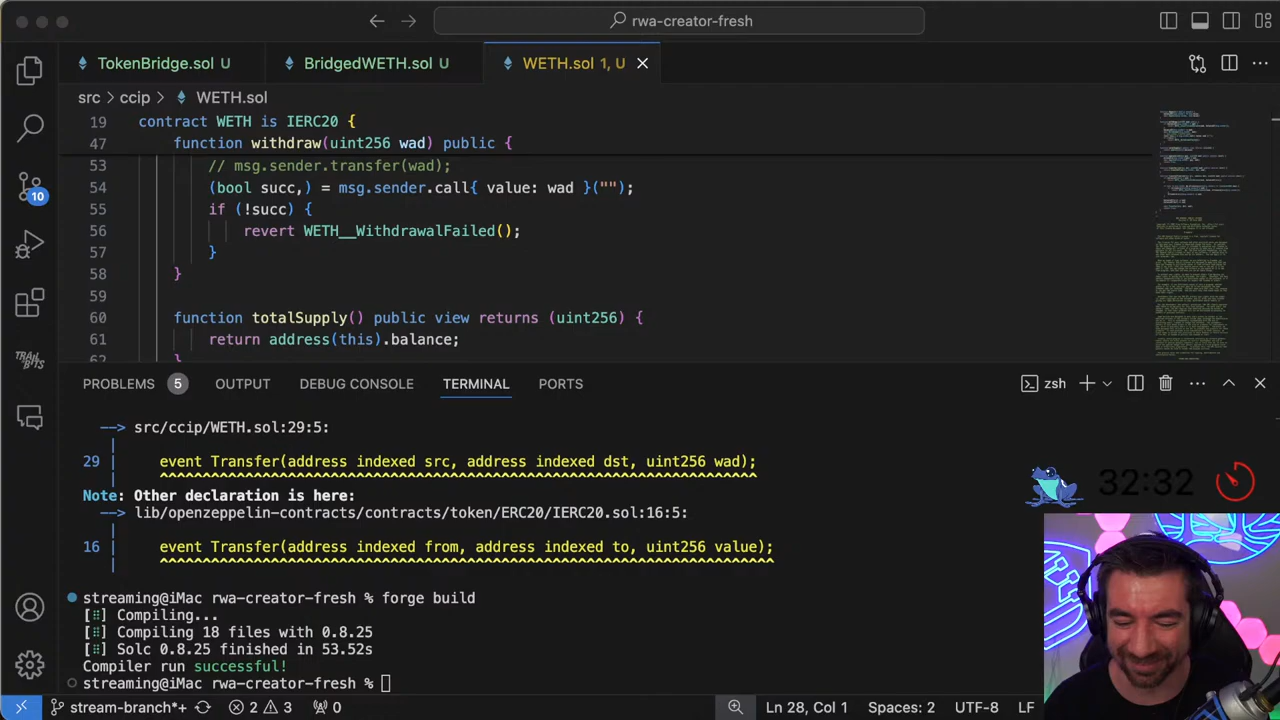 rwa-creator-fresh
TokenBridge.sol U
BridgedWETH.sol U
WETH.sol 1, U
src > ccip > WETH.sol
19 contract WETH is IERC20 {
47 function withdraw(uint256 wad) public {
53 // msg.sender.transfer(wad);
54 (bool succ,) = msg.sender.call{ value: wad }("");
55 if (!succ) {
56 revert WETH__WithdrawalFailed();
57 }
58 }
59
60 function totalSupply() public view returns (uint256) {
61 return address(this).balance;
62 }
PROBLEMS 5 OUTPUT DEBUG CONSOLE TERMINAL PORTS zsh
--> src/ccip/WETH.sol:29:5:
|
29 | event Transfer(address indexed src, address indexed dst, uint256 wad);
| ^^^^^^^^^^^^^^^^^^^^^^^^^^^^^^^^^^^^^^^^^^^^^^^^^^^^^^^^^^^^^^^^^^^^^^
Note: Other declaration is here:
--> lib/openzeppelin-contracts/contracts/token/ERC20/IERC20.sol:16:5:
|
16 | event Transfer(address indexed from, address indexed to, uint256 value);
| ^^^^^^^^^^^^^^^^^^^^^^^^^^^^^^^^^^^^^^^^^^^^^^^^^^^^^^^^^^^^^^^^^^^^^^^^
32:32
streaming@iMac rwa-creator-fresh % forge build
[⠃] Compiling...
[⠃] Compiling 18 files with 0.8.25
[⠃] Solc 0.8.25 finished in 53.52s
Compiler run successful!
streaming@iMac rwa-creator-fresh %
10
TRAIL OF BITS
stream-branch*+ 2 3 0 Ln 28, Col 1 Spaces: 2 UTF-8 LF